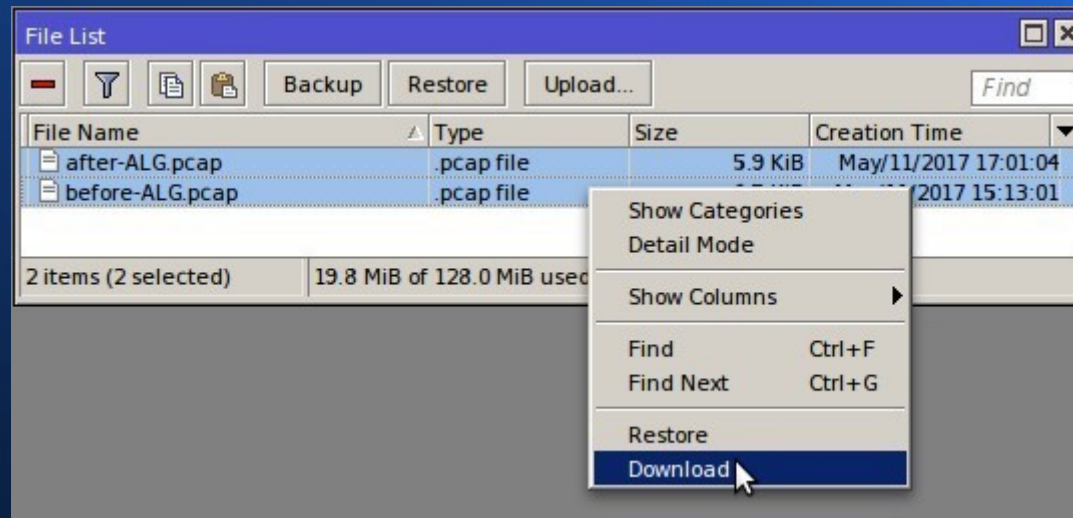 File List
Backup Restore Upload... Find
File Name Type Size Creation Time
after-ALG.pcap .pcap file 5.9 KiB May/11/2017 17:01:04
before-ALG.pcap .pcap file 2017 15:13:01
Show Categories
Detail Mode
2 items (2 selected) 19.8 MiB of 128.0 MiB used
Show Columns
Find Ctrl+F
Find Next Ctrl+G
Restore
Download